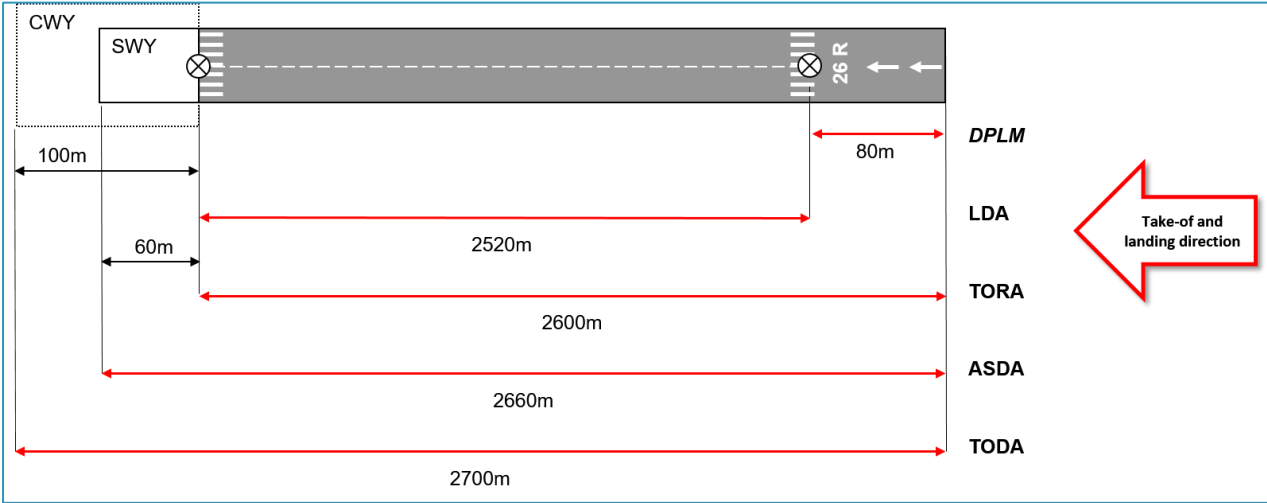 CWY
SWY
26 R
DPLM
100m
80m
LDA
Take-of and
landing direction
2520m
60m
TORA
2600m
ASDA
2660m
TODA
2700m